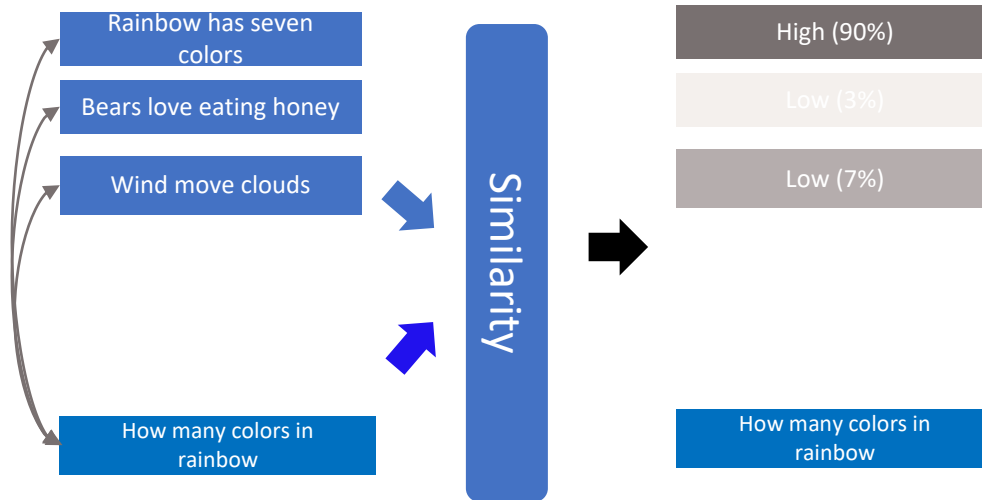 Rainbow has seven
colors
Bears love eating honey
Wind move clouds
How many colors in
rainbow
Similarity
High (90%)
Low (3%)
Low (7%)
How many colors in
rainbow